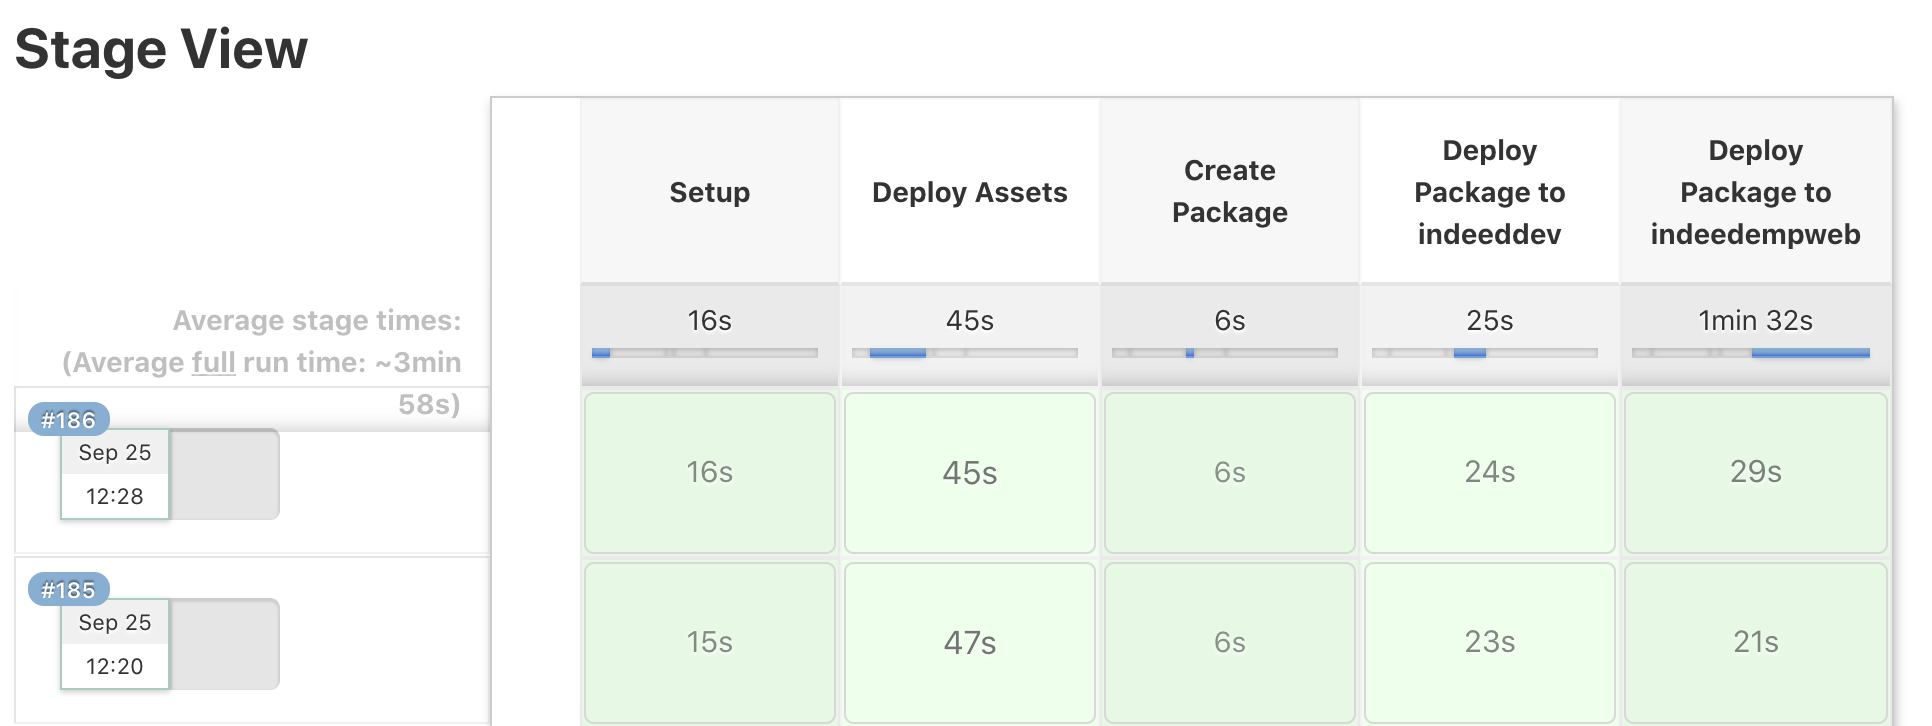 Stage View
Setup
Deploy Assets
Create
Package
Deploy
Package to
indeeddev
Deploy
Package to
indeedempweb
Average stage times:
(Average full run time: ~3min
58s)
16s
45s
6s
25s
1min 32s
#186
Sep 25
12:28
16s
45s
6s
24s
29s
#185
Sep 25
12:20
15s
47s
6s
23s
21s